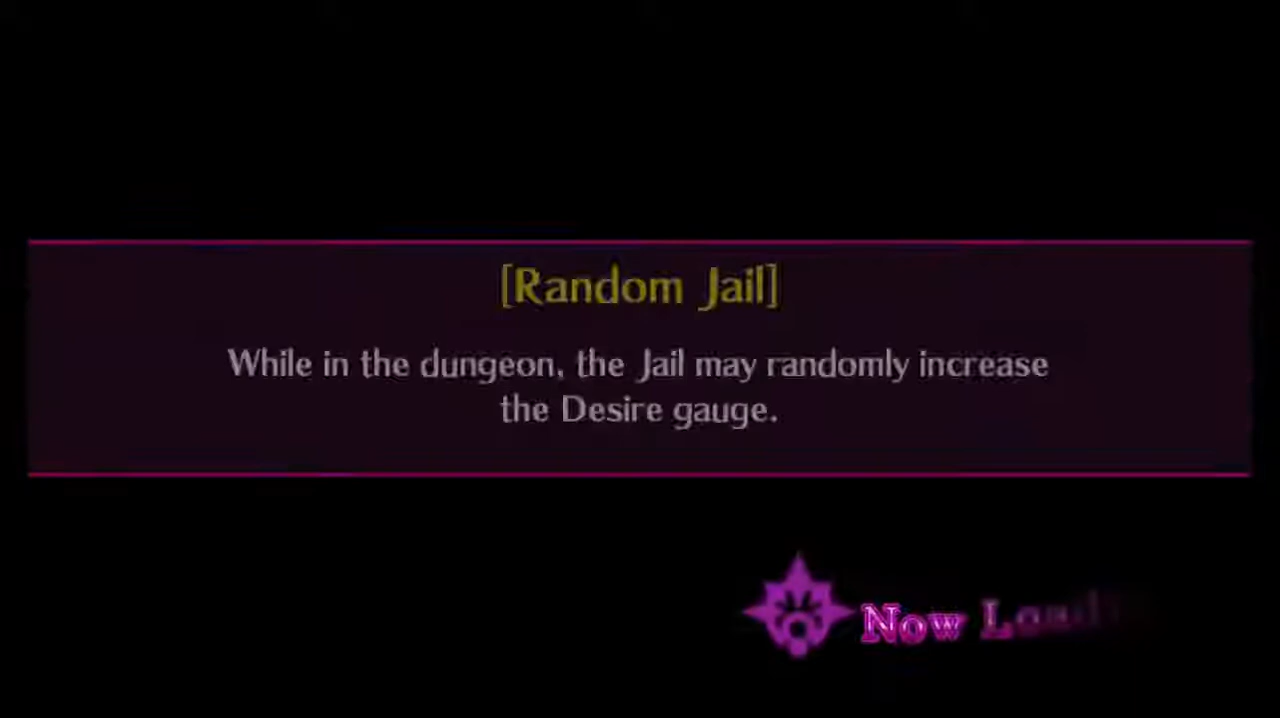 [Random Jail]
While in the dungeon, the Jail may randomly increase
the Desire gauge.
Now